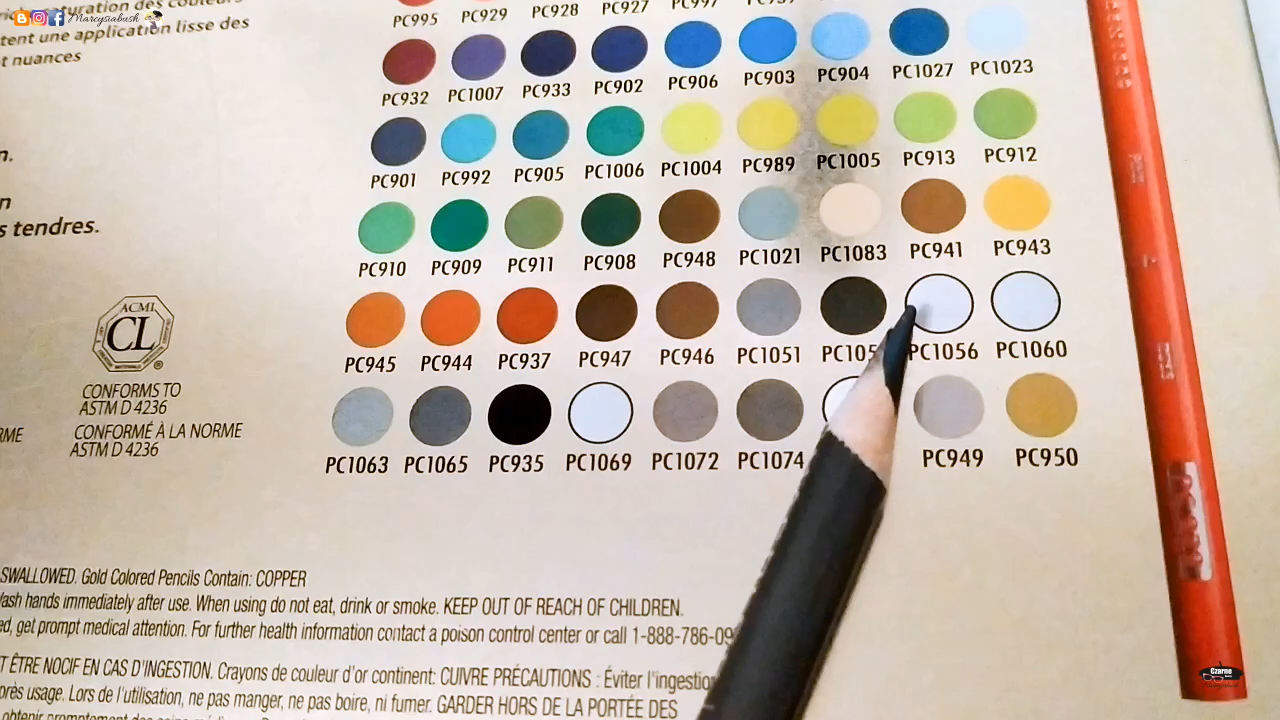 Marcysiabush
tent une application lisse des
nuances
PC995 PC929 PC928 PC927
PC932 PC1007 PC933 PC902 PC906 PC903 PC904 PC1027 PC1023
PC901 PC992 PC905 PC1006 PC1004 PC989 PC1005 PC913 PC912
n.
n
s tendres.
PC910 PC909 PC911 PC908 PC948 PC1021 PC1083 PC941 PC943
PC945 PC944 PC937 PC947 PC946 PC1051 PC105 PC1056 PC1060
PC1063 PC1065 PC935 PC1069 PC1072 PC1074 PC949 PC950
ACMI
CL
®
CONFORMS TO
ASTM D 4236
RME CONFORMÉ À LA NORME
ASTM D 4236
SWALLOWED. Gold Colored Pencils Contain: COPPER
ash hands immediately after use. When using do not eat, drink or smoke. KEEP OUT OF REACH OF CHILDREN.
ed, get prompt medical attention. For further health information contact a poison control center or call 1-888-786-09
T ÊTRE NOCIF EN CAS D'INGESTION. Crayons de couleur d'or continent: CUIVRE PRÉCAUTIONS : Éviter l'ingestio
près usage. Lors de l'utilisation, ne pas manger, ne pas boire, ni fumer. GARDER HORS DE LA PORTÉE DES
Czarno